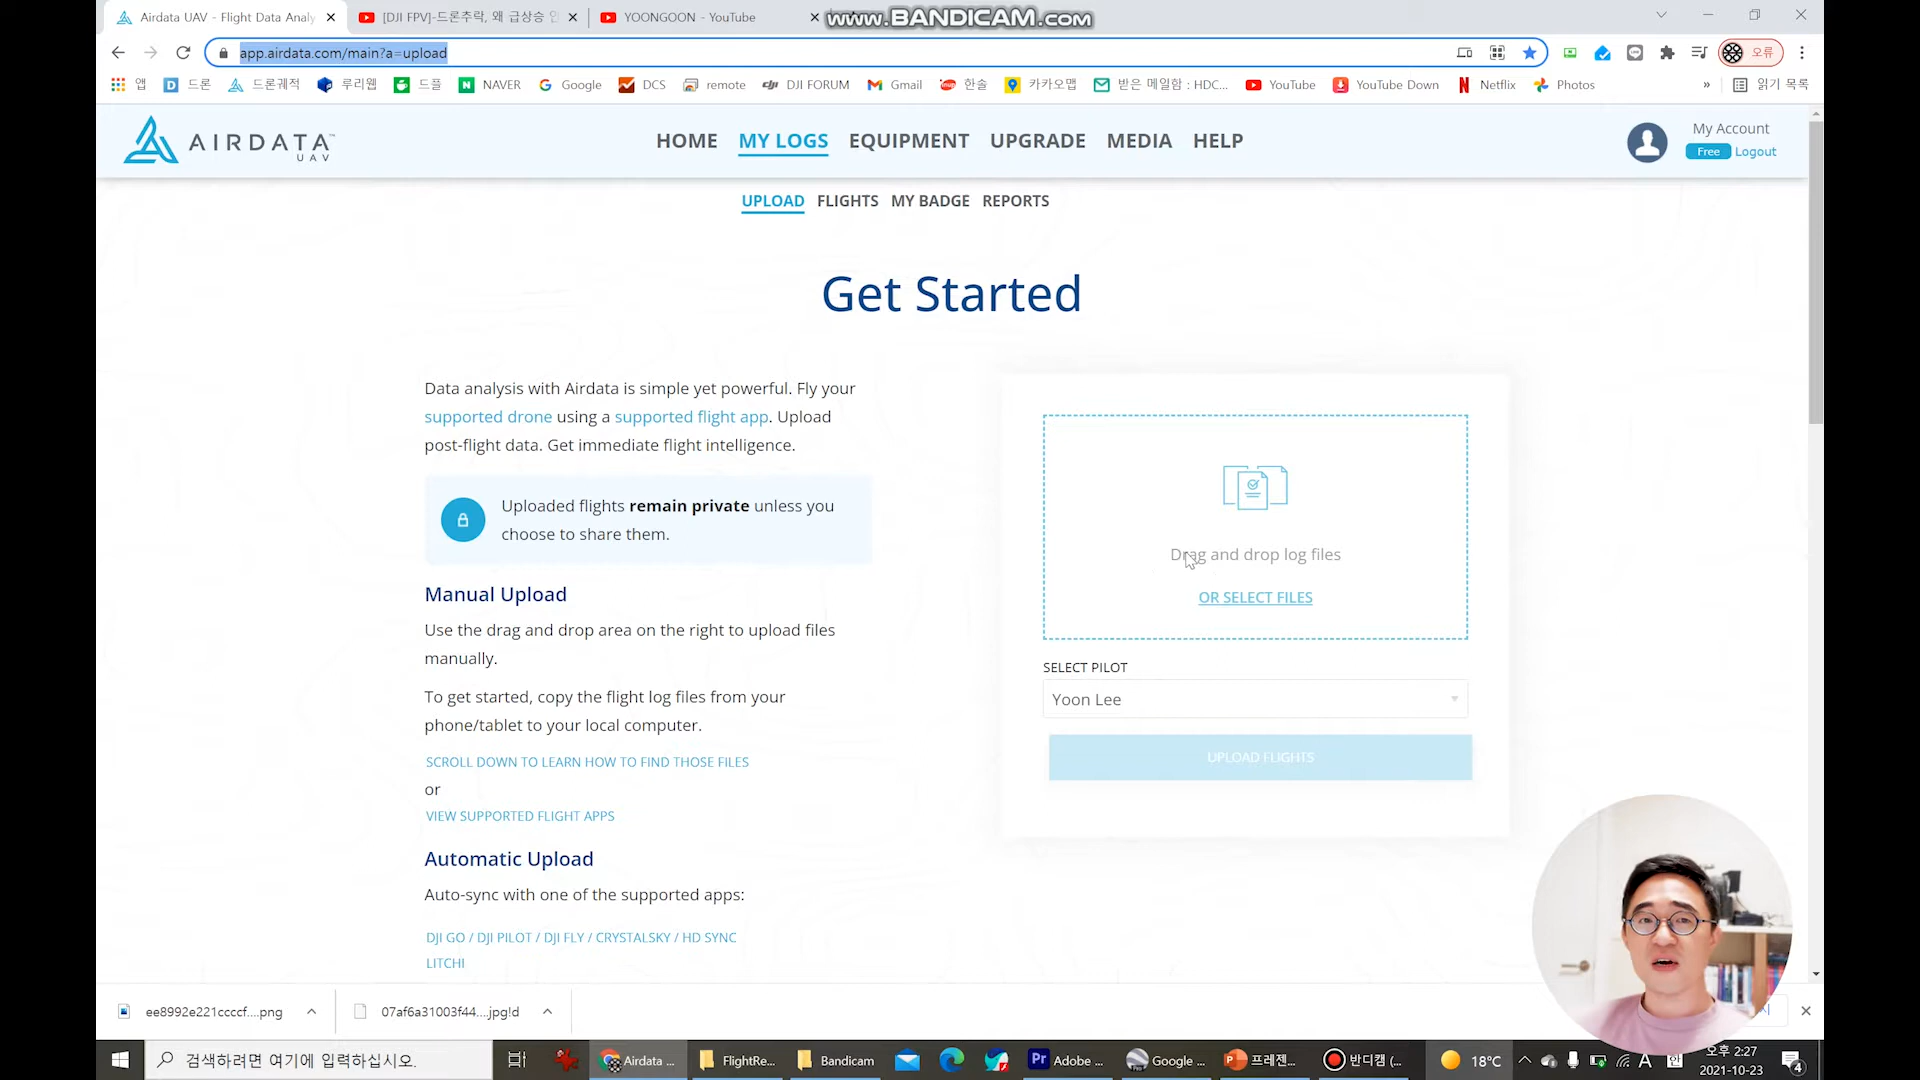 Airdata UAV - Flight Data Analy
[DJI FPV]-드론추락, 왜 급상승 안
YOONGOON - YouTube
www.BANDICAM.com
app.airdata.com/main?a=upload
오류
앱
드론
드론궤적
루리웹
드플
NAVER
Google
DCS
remote
DJI FORUM
Gmail
한솔
카카오맵
받은 메일함 : HDC...
YouTube
YouTube Down
Netflix
Photos
»
읽기 목록
AIRDATA™
UAV
HOME
MY LOGS
EQUIPMENT
UPGRADE
MEDIA
HELP
My Account
Free
Logout
UPLOAD
FLIGHTS
MY BADGE
REPORTS
Get Started
Data analysis with Airdata is simple yet powerful. Fly your
supported drone using a supported flight app. Upload
post-flight data. Get immediate flight intelligence.
Uploaded flights remain private unless you
choose to share them.
Manual Upload
Use the drag and drop area on the right to upload files
manually.
To get started, copy the flight log files from your
phone/tablet to your local computer.
SCROLL DOWN TO LEARN HOW TO FIND THOSE FILES
or
VIEW SUPPORTED FLIGHT APPS
Automatic Upload
Auto-sync with one of the supported apps:
DJI GO / DJI PILOT / DJI FLY / CRYSTALSKY / HD SYNC
LITCHI
Drag and drop log files
OR SELECT FILES
SELECT PILOT
Yoon Lee
UPLOAD FLIGHTS
ee8992e221ccccf....png
07af6a31003f44....jpg!d
검색하려면 여기에 입력하십시오.
Airdata ...
FlightRe...
Bandicam
Pr
Adobe ...
Google ...
프레젠...
반디캠 (...
18°C
A
오후 2:27
2021-10-23
4